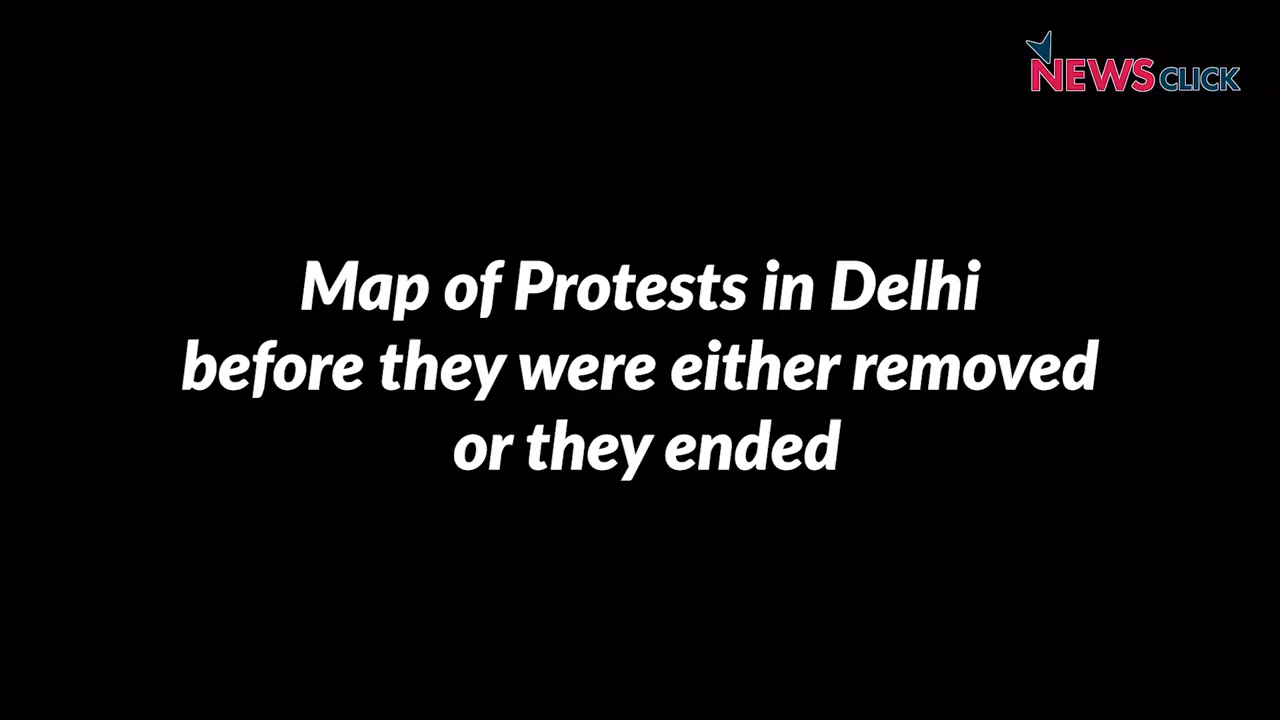 NEWSCLICK
Map of Protests in Delhi
before they were either removed
or they ended